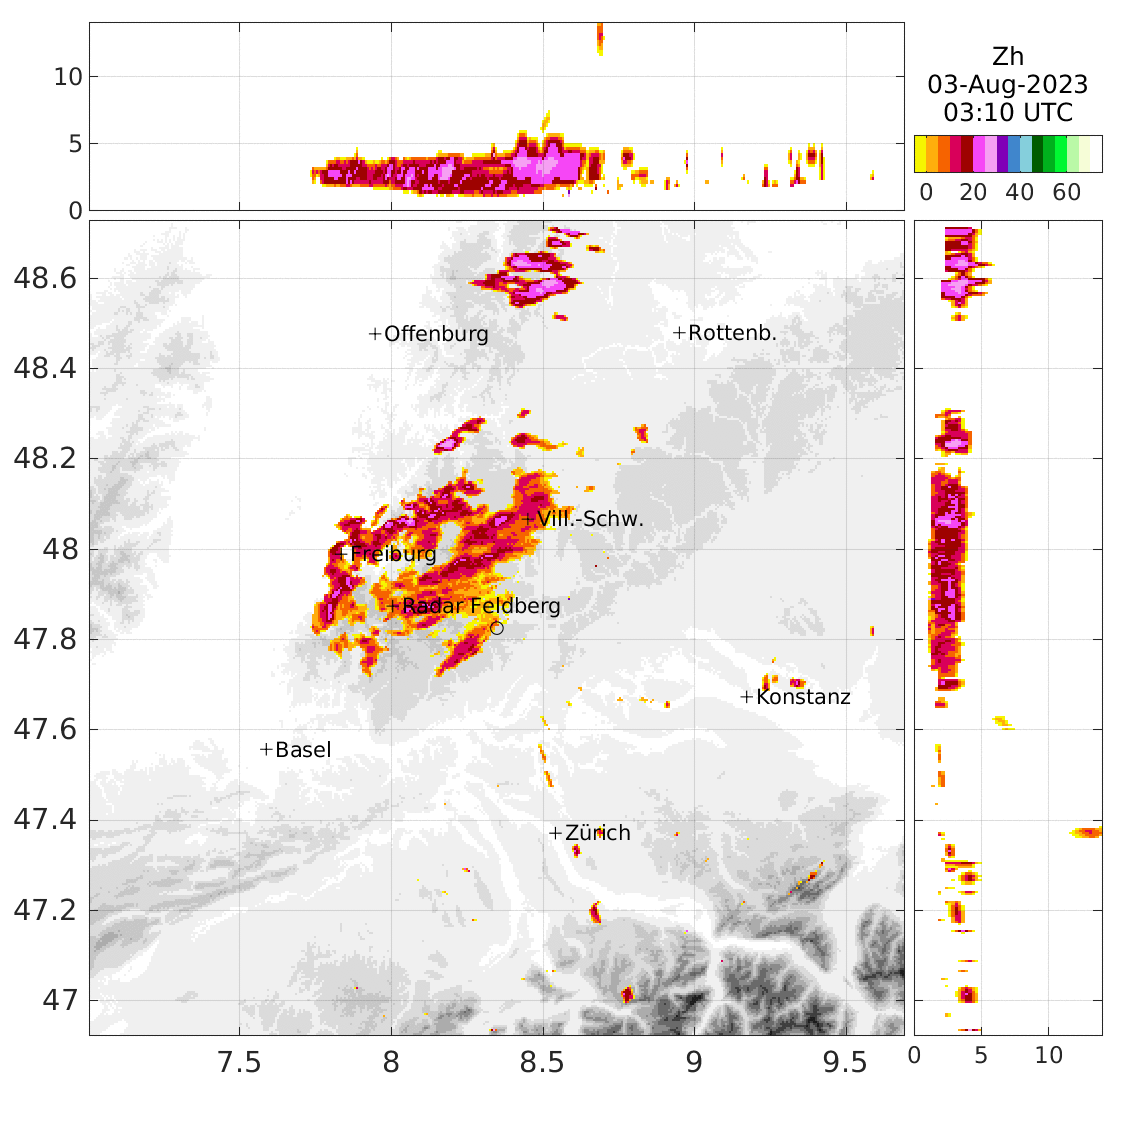 10
5
0
Zh
03-Aug-2023
03:10 UTC
0 20 40 60
48.6
48.4
48.2
48
47.8
47.6
47.4
47.2
47
+Offenburg
+Rottenb.
+Vill.-Schw.
+Freiburg
+Radar Feldberg
+Konstanz
+Basel
+Zürich
7.5 8 8.5 9 9.5
0 5 10